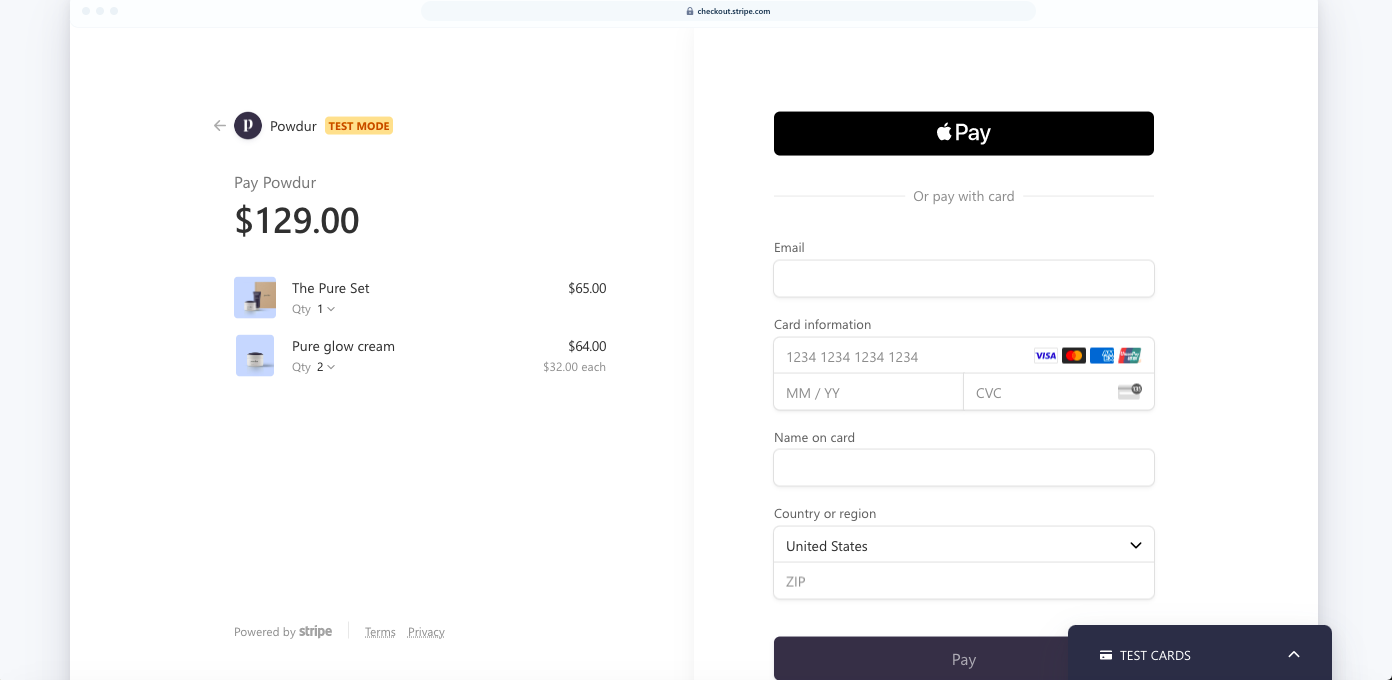 checkout.stripe.com
Powdur TEST MODE
Pay Powdur
$129.00
The Pure Set $65.00
Qty 1
Pure glow cream $64.00
Qty 2 $32.00 each
Powered by stripe Terms Privacy
Pay
Or pay with card
Email
Card information
1234 1234 1234 1234 VISA
MM / YY CVC
Name on card
Country or region
United States
ZIP
Pay
TEST CARDS